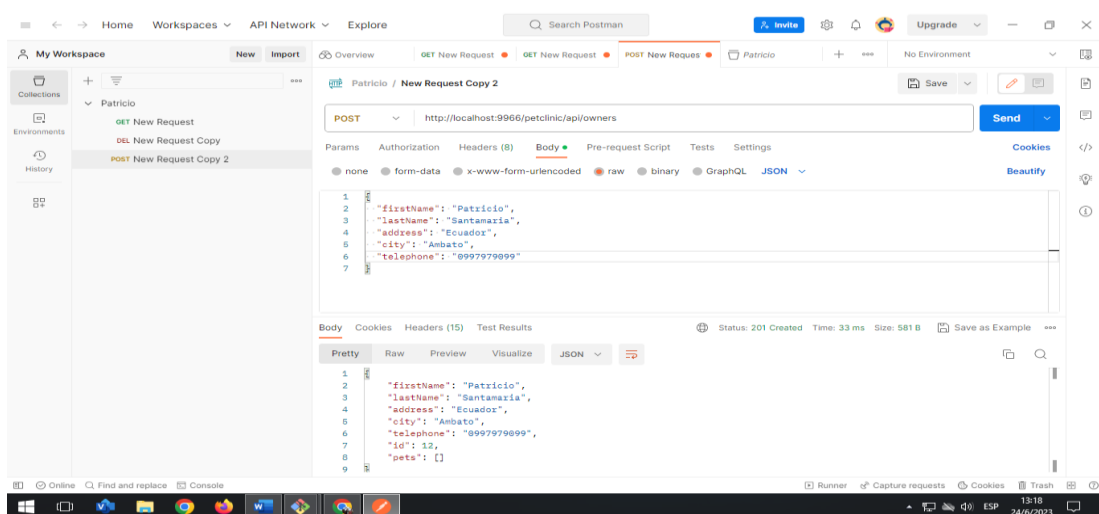 Home Workspaces API Network Explore Search Postman Invite Upgrade
My Workspace New Import Overview GET New Request GET New Request POST New Reques Patricio No Environment
Collections
Environments
History
Patricio
GET New Request
DEL New Request Copy
POST New Request Copy 2
HTTP Patricio / New Request Copy 2 Save
POST http://localhost:9966/petclinic/api/owners Send
Params Authorization Headers (8) Body Pre-request Script Tests Settings Cookies
none form-data x-www-form-urlencoded raw binary GraphQL JSON Beautify
1 {
2 "firstName": "Patricio",
3 "lastName": "Santamaria",
4 "address": "Ecuador",
5 "city": "Ambato",
6 "telephone": "0997979099"
7 }
Body Cookies Headers (15) Test Results Status: 201 Created Time: 33 ms Size: 581 B Save as Example
Pretty Raw Preview Visualize JSON
1 {
2 "firstName": "Patricio",
3 "lastName": "Santamaria",
4 "address": "Ecuador",
5 "city": "Ambato",
6 "telephone": "0997979099",
7 "id": 12,
8 "pets": []
9 }
Online Find and replace Console Runner Capture requests Cookies Trash
ESP 13:18
24/6/2023